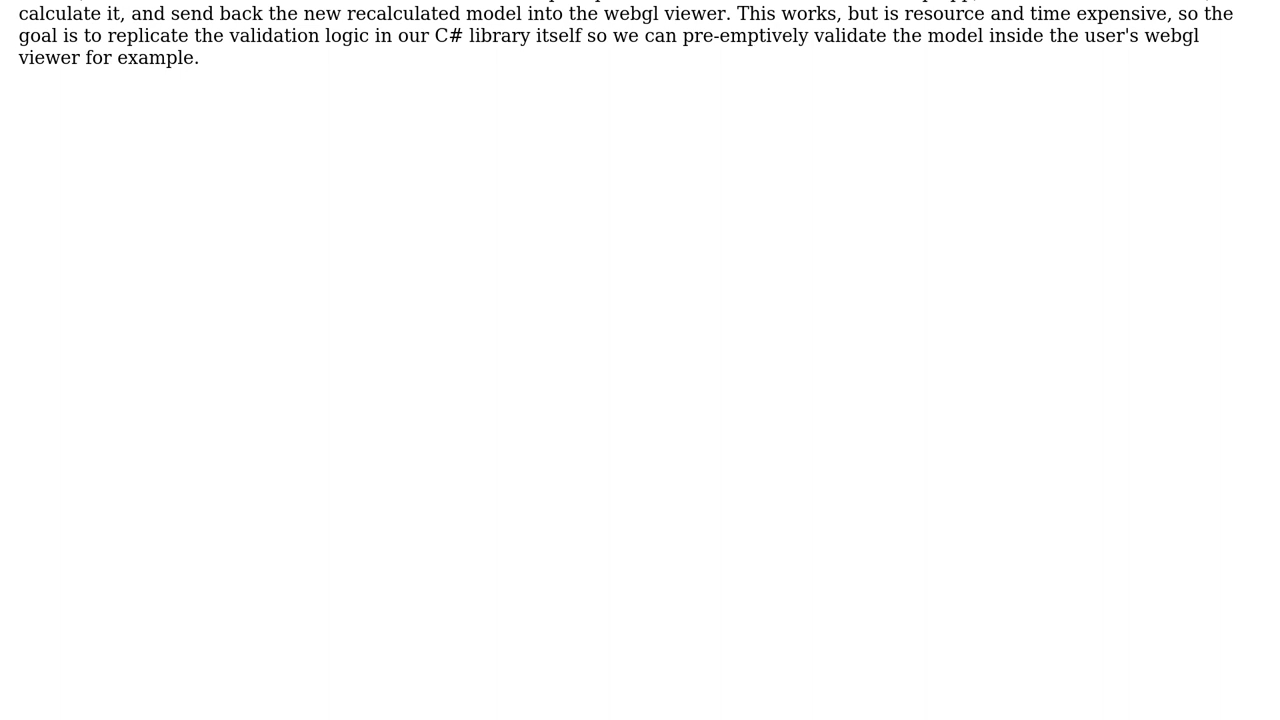 calculate it, and send back the new recalculated model into the webgl viewer. This works, but is resource and time expensive, so the
goal is to replicate the validation logic in our C# library itself so we can pre-emptively validate the model inside the user's webgl
viewer for example.